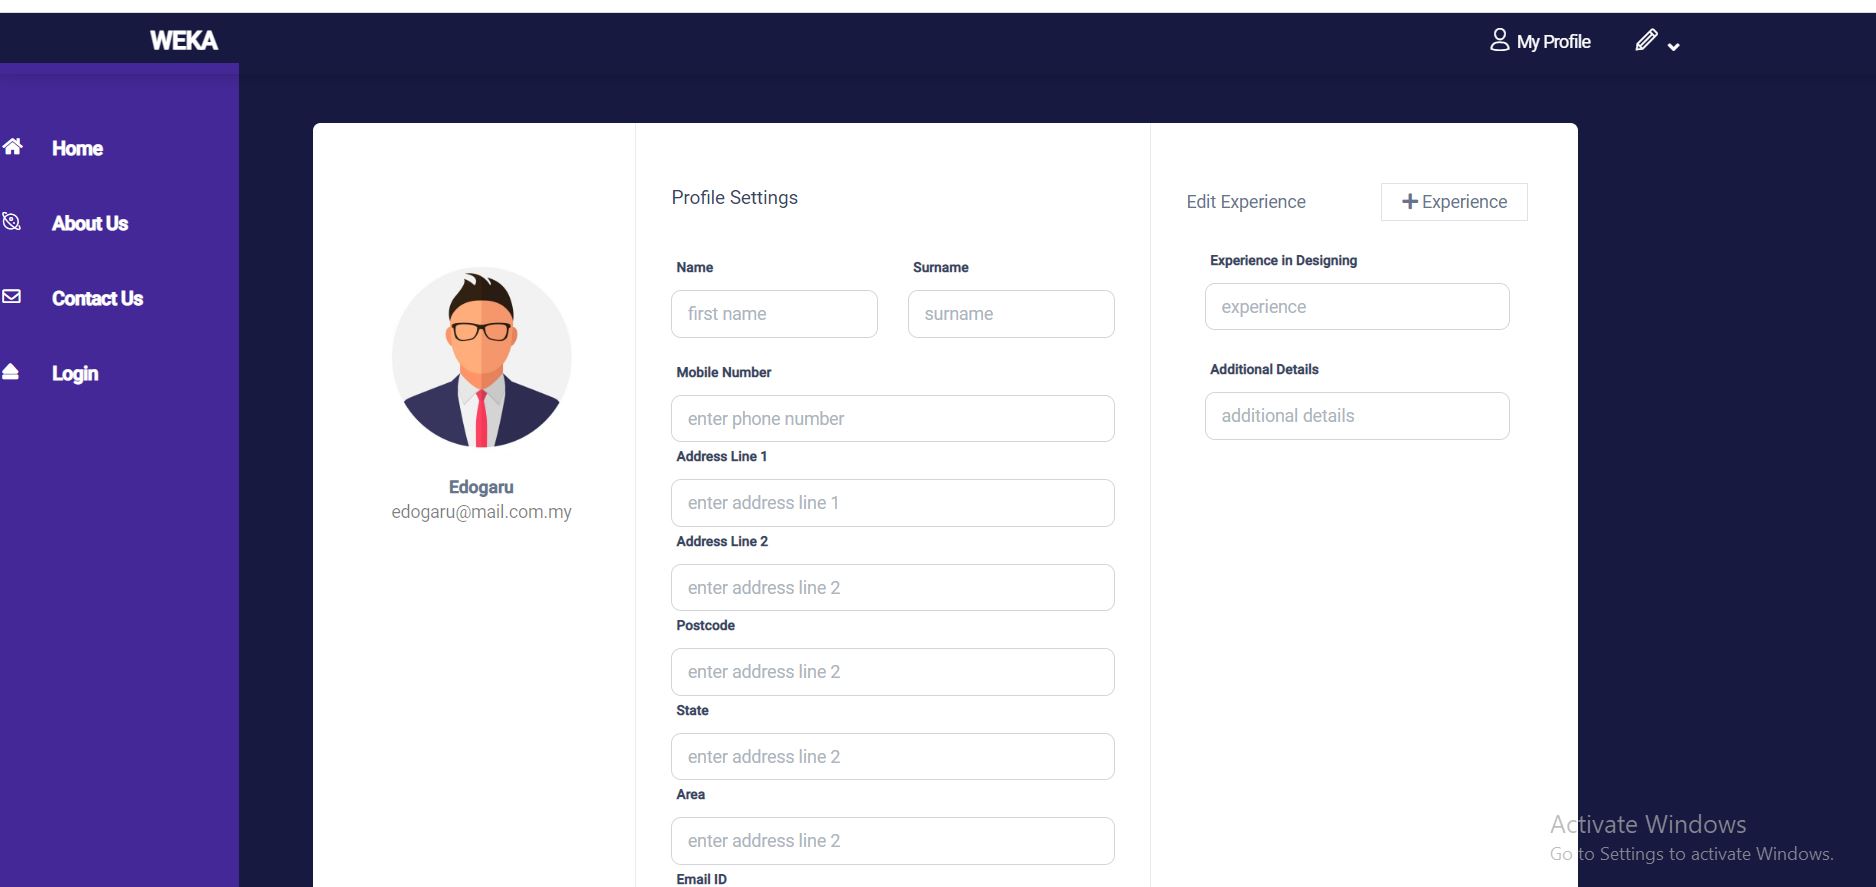 WEKA
My Profile
Home
About Us
Contact Us
Login
Edogaru
edogaru@mail.com.my
Profile Settings
Name
Surname
first name
surname
Mobile Number
enter phone number
Address Line 1
enter address line 1
Address Line 2
enter address line 2
Postcode
enter address line 2
State
enter address line 2
Area
enter address line 2
Email ID
Edit Experience
Experience
Experience in Designing
experience
Additional Details
additional details
Activate Windows
Go to Settings to activate Windows.